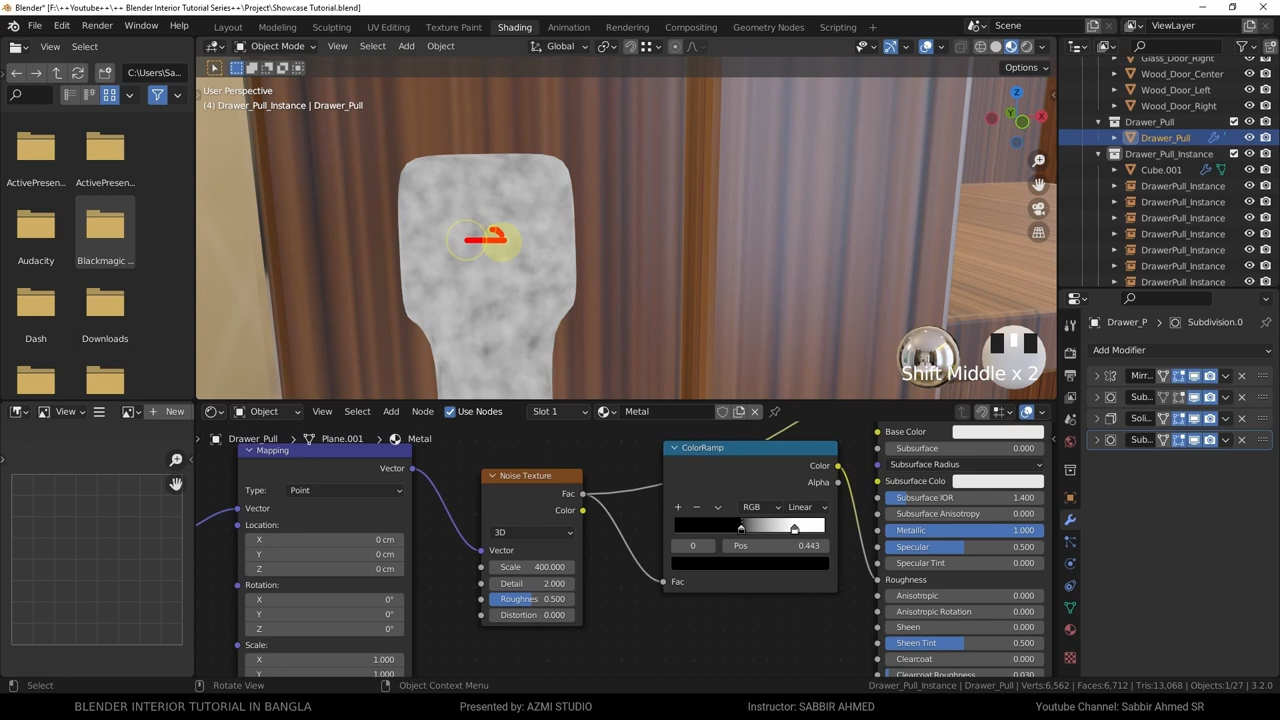 Blender* [F:\++Youtube++\++ Blender Interior Tutorial Series++\Project\Showcase Tutorial.blend]
File Edit Render Window Help Layout Modeling Sculpting UV Editing Texture Paint Shading Animation Rendering Compositing Geometry Nodes Scripting Scene ViewLayer
View Select Object Mode View Select Add Object Global
C:\Users\Sa... Options
User Perspective
(4) Drawer_Pull_Instance | Drawer_Pull
Glass_Door_Right
Wood_Door_Center
Wood_Door_Left
Wood_Door_Right
Drawer_Pull
Drawer_Pull
Drawer_Pull_Instance
Cube.001
DrawerPull_Instance
DrawerPull_Instance
DrawerPull_Instance
DrawerPull_Instance
DrawerPull_Instance
DrawerPull_Instance
DrawerPull_Instance
ActivePresen... ActivePresen...
Audacity Blackmagic ...
Dash Downloads
Z
Y
X
Shift Middle x 2
Drawer_P Subdivision.0
Add Modifier
Mirr...
Sub...
Soli...
Sub...
View New Object View Select Add Node Use Nodes Slot 1 Metal
Drawer_Pull Plane.001 Metal
Mapping
Vector
Type: Point
Vector
Location:
X 0 cm
Y 0 cm
Z 0 cm
Rotation:
X 0°
Y 0°
Z 0°
Scale:
X 1.000
Y 1.000
Noise Texture
Fac
Color
3D
Vector
Scale 400.000
Detail 2.000
Roughnes 0.500
Distortion 0.000
ColorRamp
Color
Alpha
RGB Linear
0 Pos 0.443
Fac
Base Color
Subsurface 0.000
Subsurface Radius
Subsurface Colo
Subsurface IOR 1.400
Subsurface Anisotropy 0.000
Metallic 1.000
Specular 0.500
Specular Tint 0.000
Roughness
Anisotropic 0.000
Anisotropic Rotation 0.000
Sheen 0.000
Sheen Tint 0.500
Clearcoat 0.000
Clearcoat Roughness 0.030
Select Rotate View Object Context Menu Drawer_Pull_Instance | Drawer_Pull | Verts:6,562 | Faces:6,712 | Tris:13,068 | Objects:1/27 | 3.2.0
BLENDER INTERIOR TUTORIAL IN BANGLA Presented by: AZMI STUDIO Instructor: SABBIR AHMED Youtube Channel: Sabbir Ahmed SR